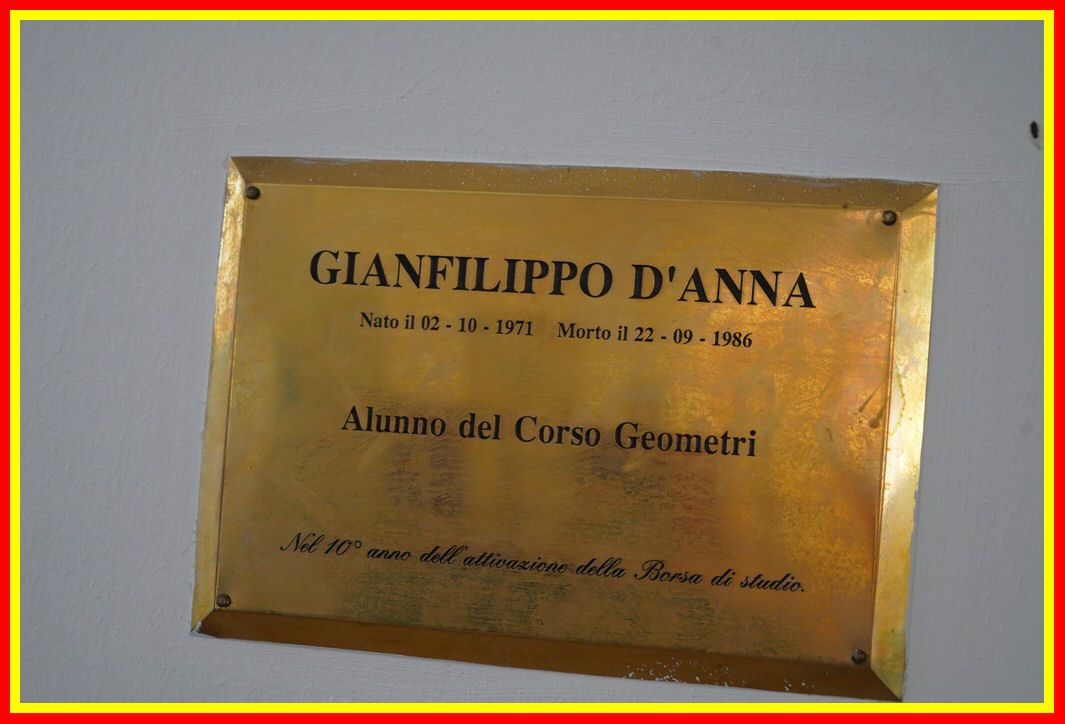 GIANFILIPPO D'ANNA
Nato il 02 - 10 - 1971 Morto il 22 - 09 - 1986
Alunno del Corso Geometri
Nel 10° anno dell'attivazione della Borsa di studio.